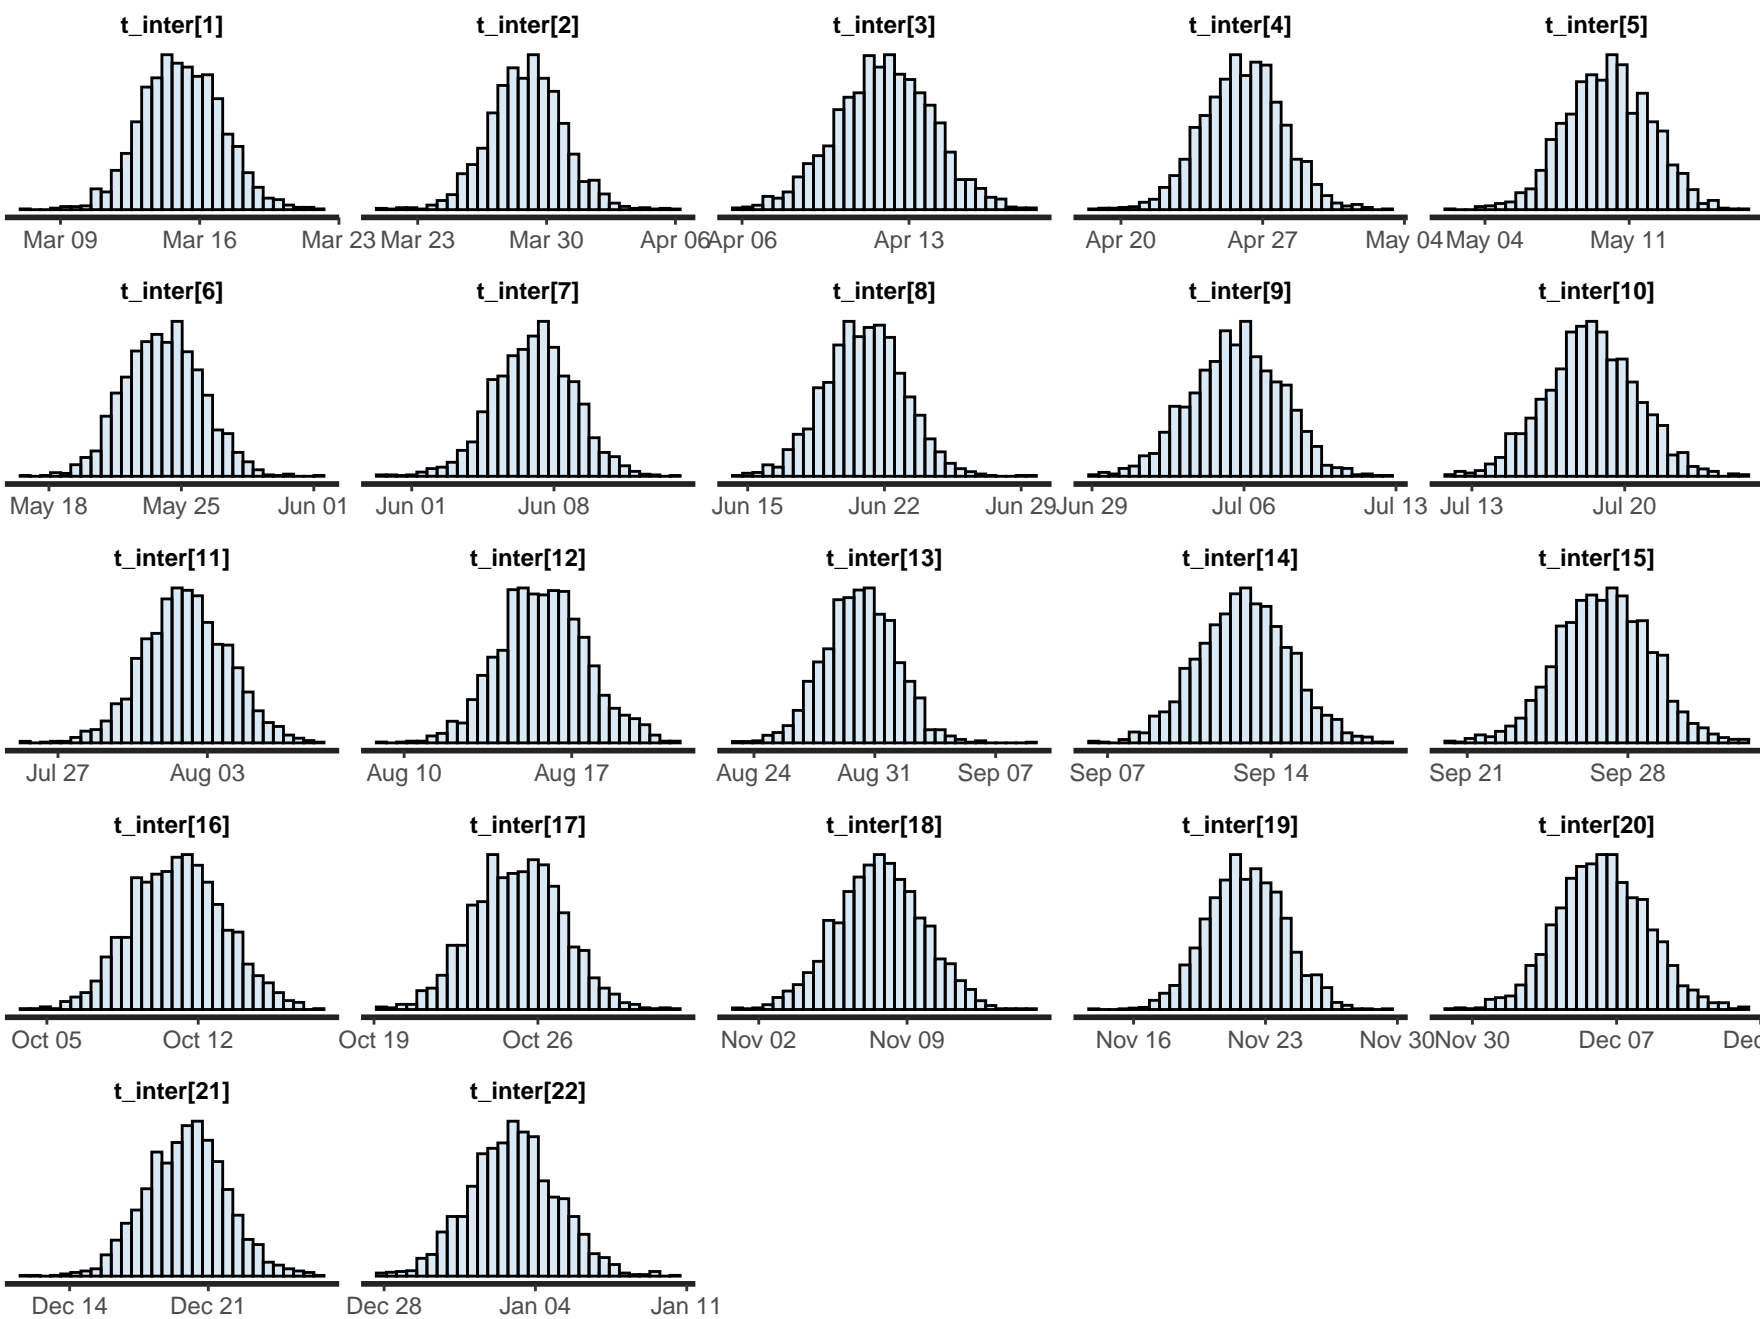 t_inter[1] t_inter[2] t_inter[3] t_inter[4] t_inter[5]
Mar 09 Mar 16 Mar 23 Mar 23 Mar 30 Apr 06 Apr 06 Apr 13 Apr 20 Apr 27 May 04 May 04 May 11
t_inter[6] t_inter[7] t_inter[8] t_inter[9] t_inter[10]
May 18 May 25 Jun 01 Jun 01 Jun 08 Jun 15 Jun 22 Jun 29 Jun 29 Jul 06 Jul 13 Jul 13 Jul 20
t_inter[11] t_inter[12] t_inter[13] t_inter[14] t_inter[15]
Jul 27 Aug 03 Aug 10 Aug 17 Aug 24 Aug 31 Sep 07 Sep 07 Sep 14 Sep 21 Sep 28
t_inter[16] t_inter[17] t_inter[18] t_inter[19] t_inter[20]
Oct 05 Oct 12 Oct 19 Oct 26 Nov 02 Nov 09 Nov 16 Nov 23 Nov 30 Nov 30 Dec 07 Dec
t_inter[21] t_inter[22]
Dec 14 Dec 21 Dec 28 Jan 04 Jan 11